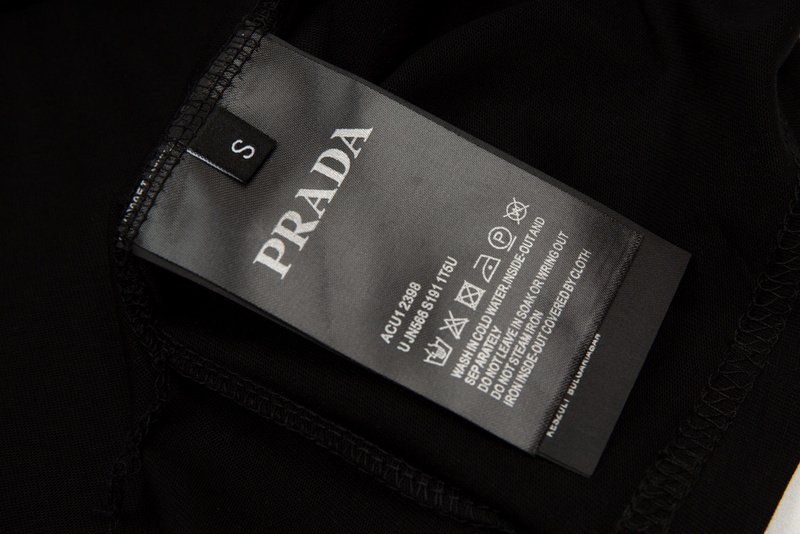 S
PRADA
ACU1 2398
UJN566 S191 1T5U
WASH IN COLD WATER, INSIDE-OUT AND
SEPARATELY
DO NOT LEAVE IN SOAK OR WRING OUT
DO NOT STEAM IRON
IRON INSIDE-OUT COVERED BY CLOTH